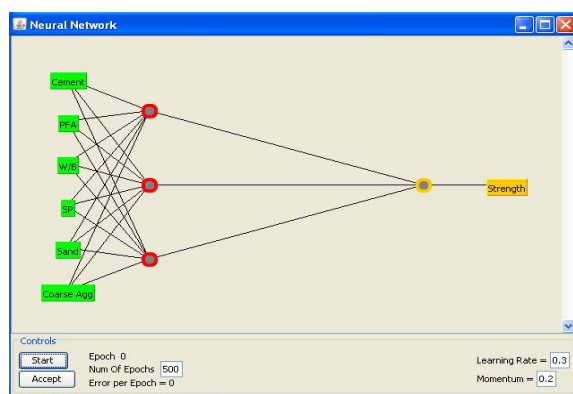 Neural Network
Cement
PFA
W/B
SP
Sand
Coarse Agg
Strength
Controls
Start
Accept
Epoch 0
Num Of Epochs 500
Error per Epoch = 0
Learning Rate = 0.3
Momentum = 0.2